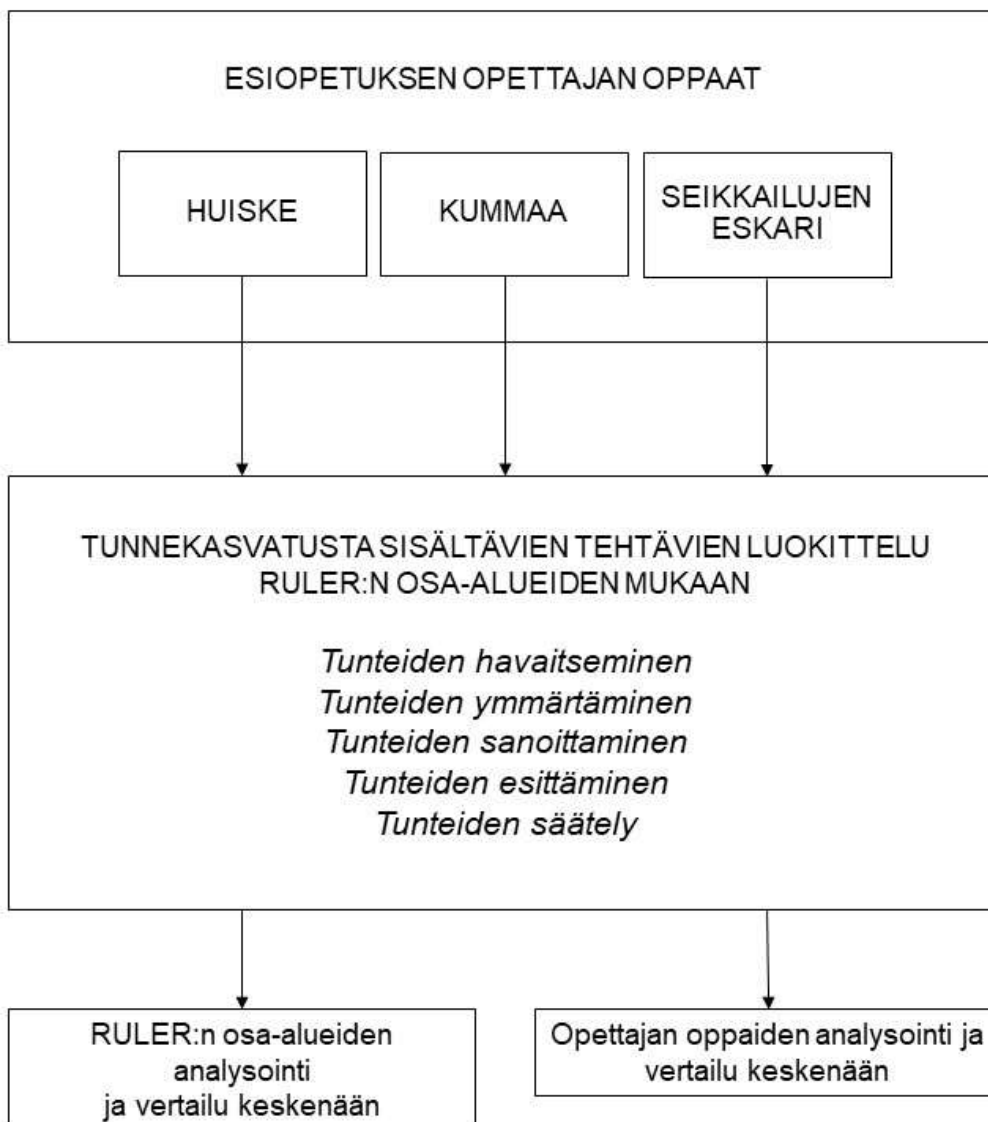 ESIOPETUKSEN OPETTAJAN OPPAAT
HUISKE
KUMMAA
SEIKKAILUJEN
ESKARI
TUNNEKASVATUSTA SISÄLTÄVIEN TEHTÄVIEN LUOKITTELU
RULER:N OSA-ALUEIDEN MUKAAN
Tunteiden havaitseminen
Tunteiden ymmärtäminen
Tunteiden sanoittaminen
Tunteiden esittäminen
Tunteiden säätely
RULER:n osa-alueiden
analysointi
ja vertailu keskenään
Opettajan oppaiden analysointi ja
vertailu keskenään